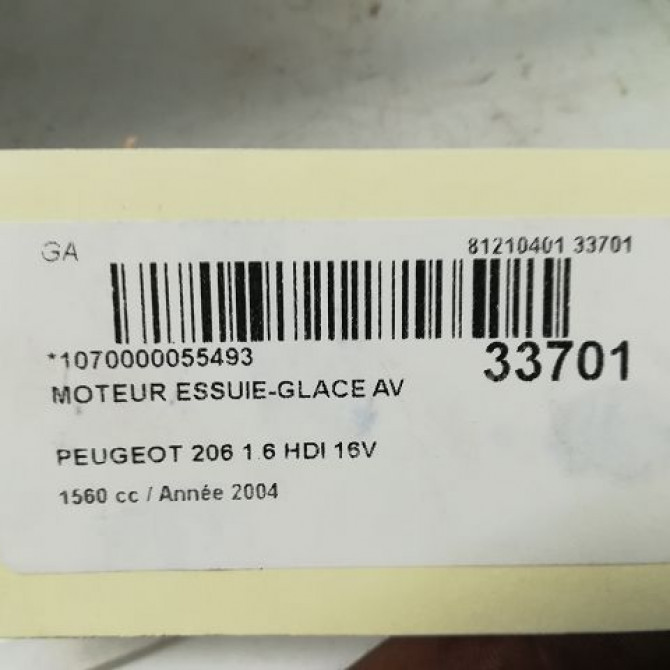 GA
81210401 33701
*1070000055493
33701
MOTEUR ESSUIE-GLACE AV
PEUGEOT 206 1.6 HDI 16V
1560 cc / Année 2004